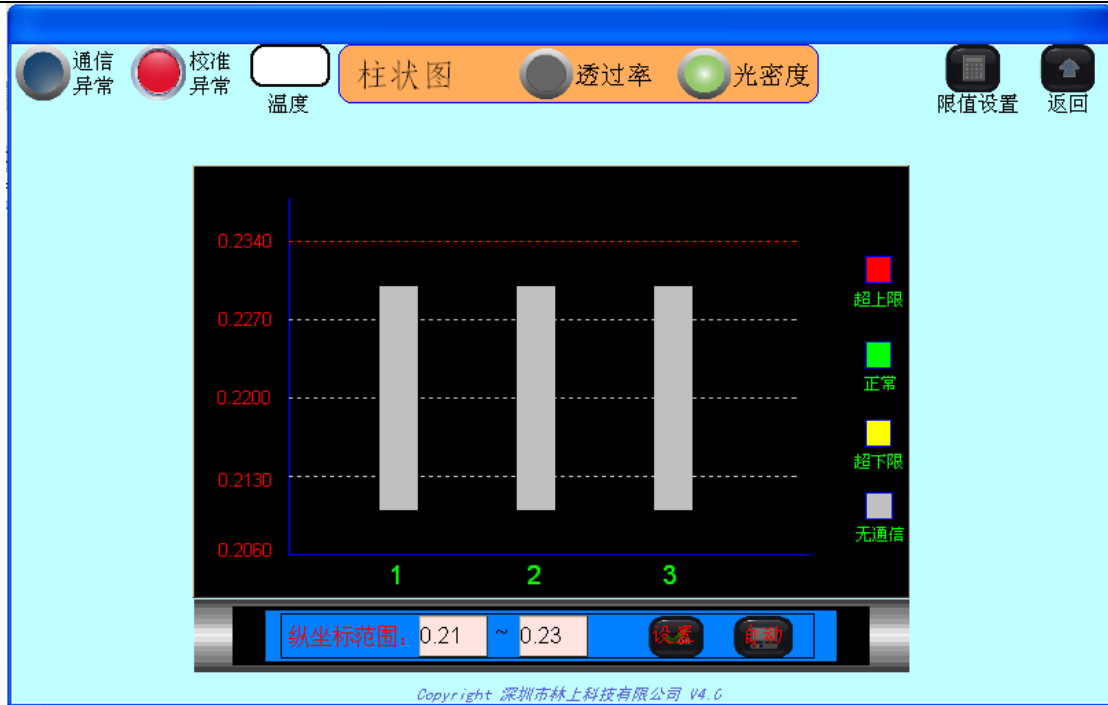 通信
异常
校准
异常
温度
柱状图
透过率
光密度
限值设置
返回
0.2340
0.2270
0.2200
0.2130
0.2060
1
2
3
超上限
正常
超下限
无通信
纵坐标范围：0.21 ~ 0.23 设置 自动
Copyright 深圳市林上科技有限公司 V4.6